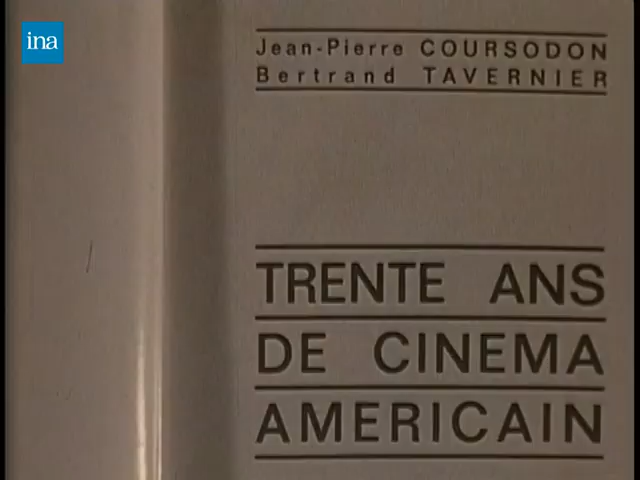 ina
Jean-Pierre COURSODON
Bertrand TAVERNIER
TRENTE ANS
DE CINEMA
AMERICAIN